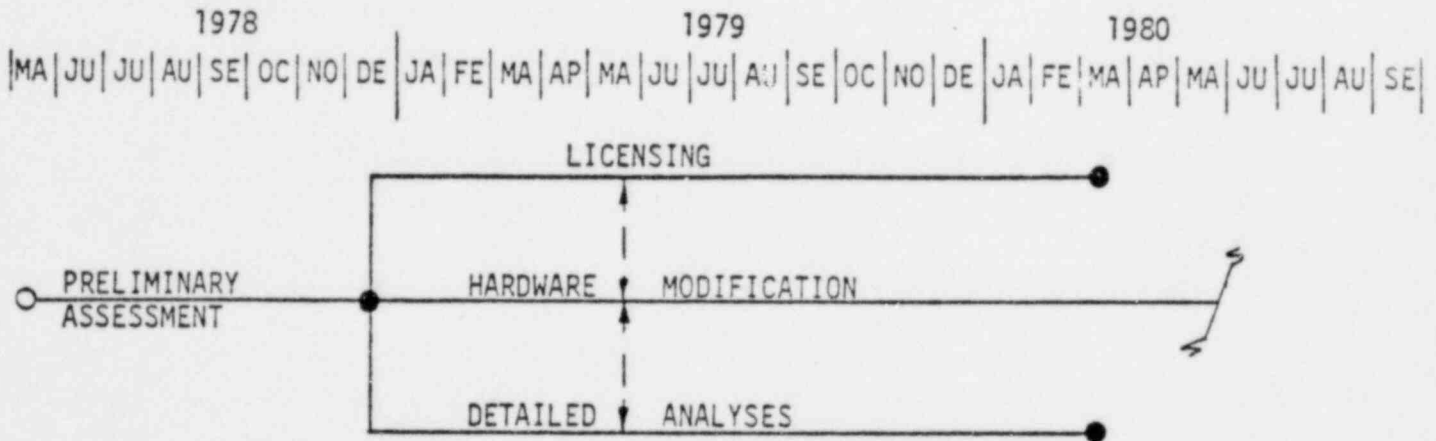 1978 1979 1980
|MA|JU|JU|AU|SE|OC|NO|DE|JA|FE|MA|AP|MA|JU|JU|AU|SE|OC|NO|DE|JA|FE|MA|AP|MA|JU|JU|AU|SE|
LICENSING
PRELIMINARY HARDWARE MODIFICATION
ASSESSMENT
DETAILED ANALYSES